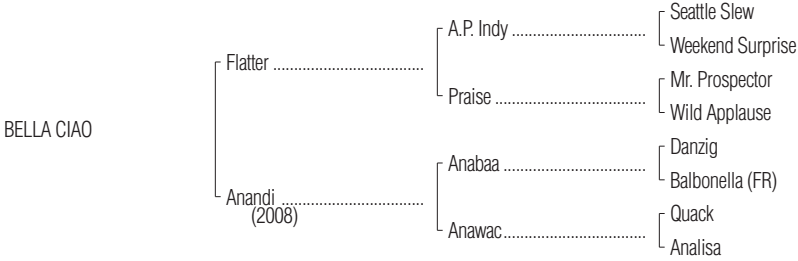 Seattle Slew
A.P. Indy ..................................
Weekend Surprise
Flatter ......................................
Mr. Prospector
Praise ......................................
Wild Applause
BELLA CIAO
Danzig
Anabaa.....................................
Balbonella (FR)
Anandi ....................................
(2008)
Quack
Anawac....................................
Analisa